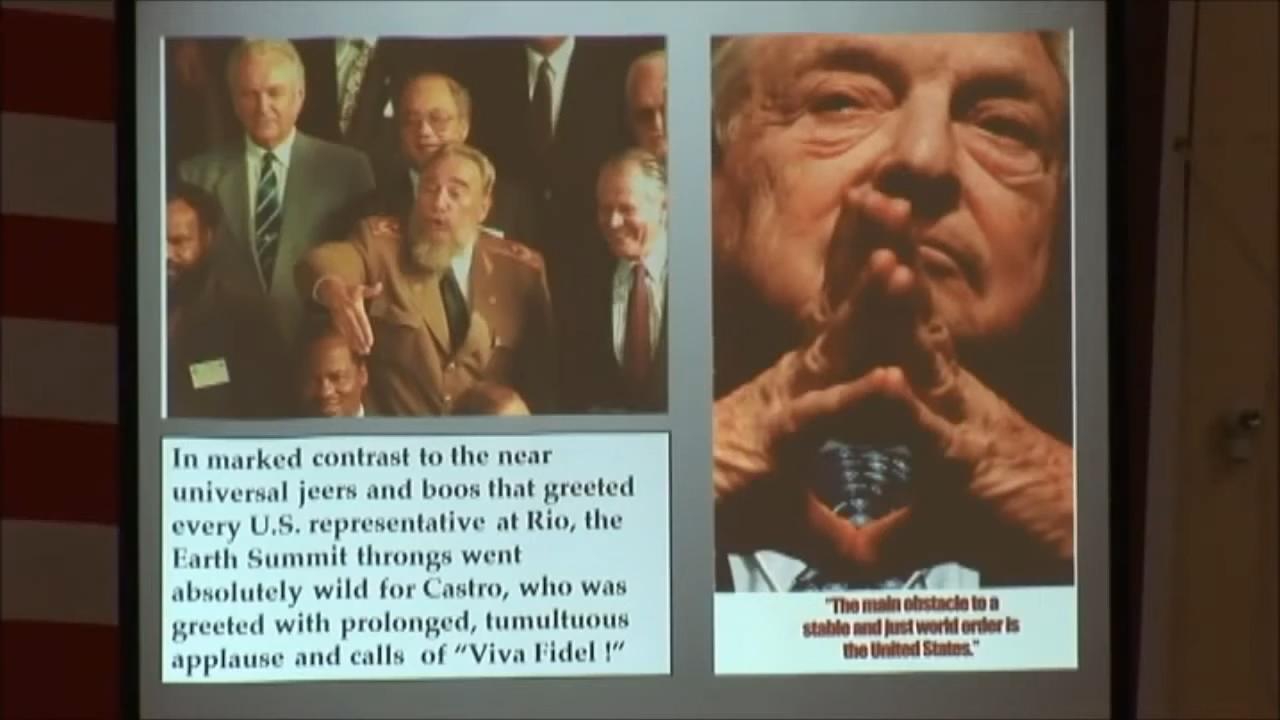 In marked contrast to the near
universal jeers and boos that greeted
every U.S. representative at Rio, the
Earth Summit throngs went
absolutely wild for Castro, who was
greeted with prolonged, tumultuous
applause and calls of "Viva Fidel !"
"The main obstacle to a
stable and just world order is
the United States."